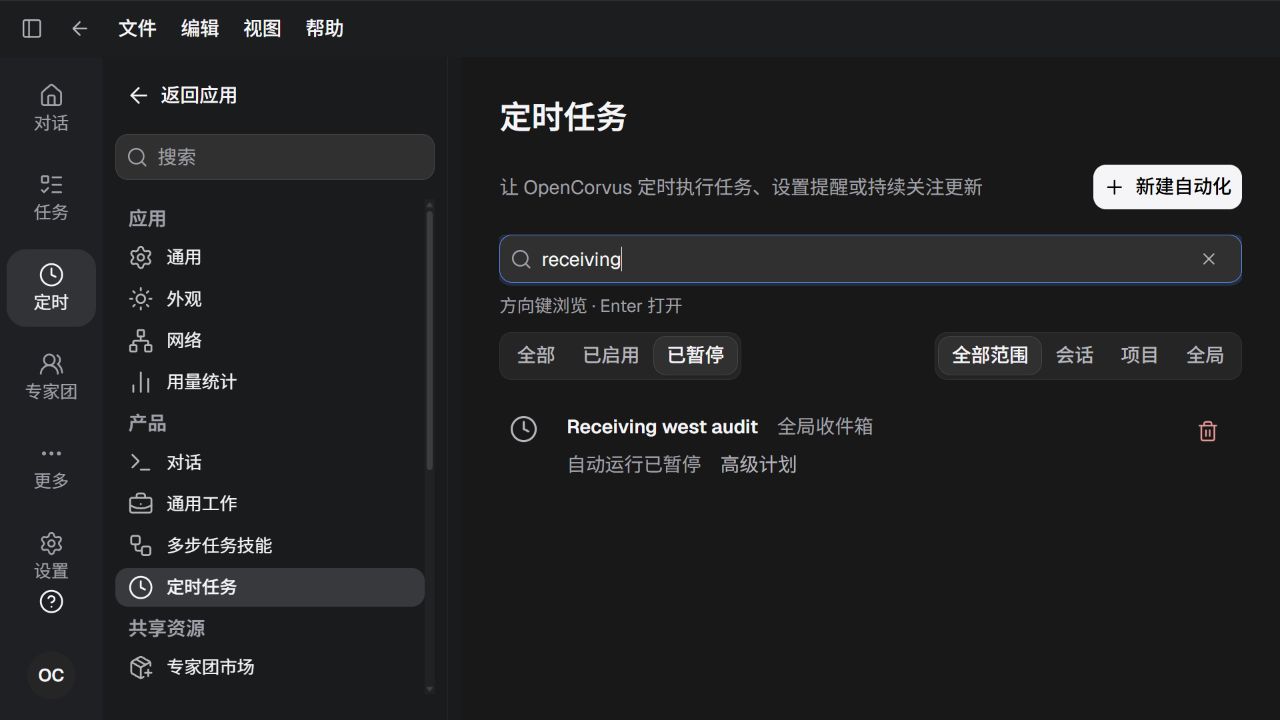 文件 编辑 视图 帮助
对话
任务
定时
专家团
更多
设置
OC
返回应用
搜索
应用
通用
外观
网络
用量统计
产品
对话
通用工作
多步任务技能
定时任务
共享资源
专家团市场
定时任务
让 OpenCorvus 定时执行任务、设置提醒或持续关注更新
新建自动化
receiving
方向键浏览 · Enter 打开
全部 已启用 已暂停 全部范围 会话 项目 全局
Receiving west audit 全局收件箱
自动运行已暂停 高级计划